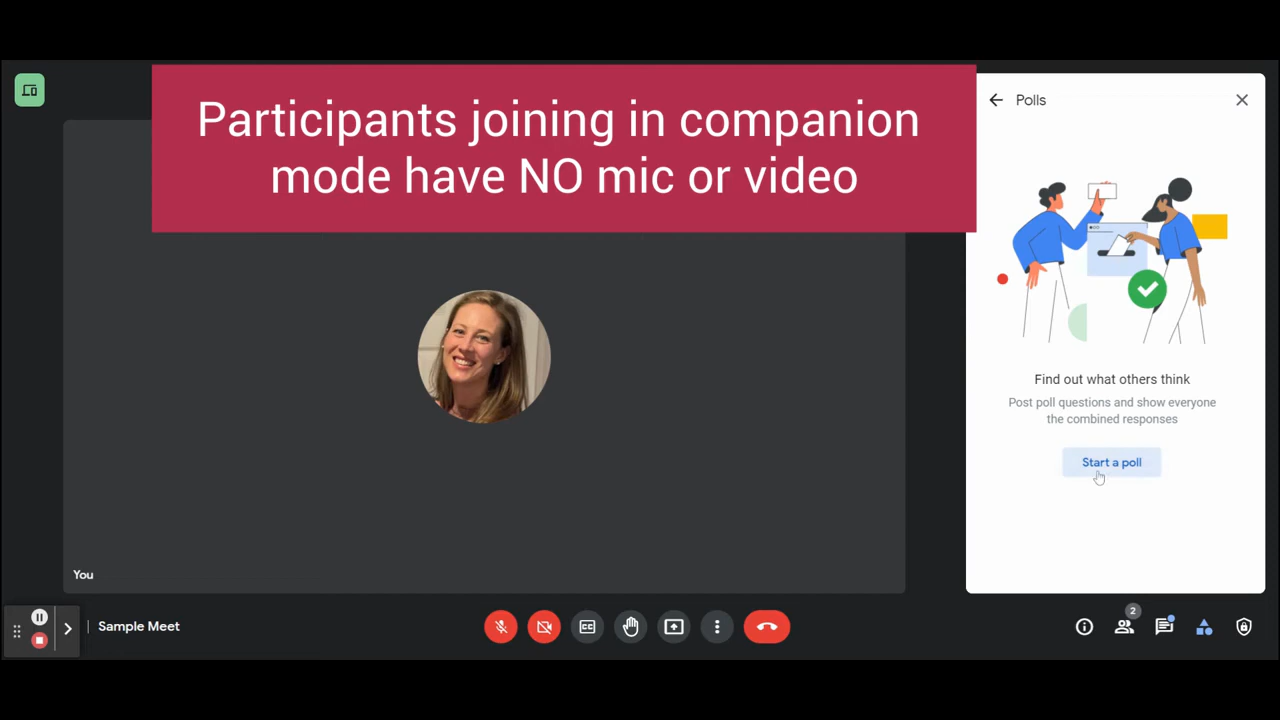 Participants joining in companion
mode have NO mic or video
Polls
Find out what others think
Post poll questions and show everyone
the combined responses
Start a poll
You
Sample Meet
CC
2